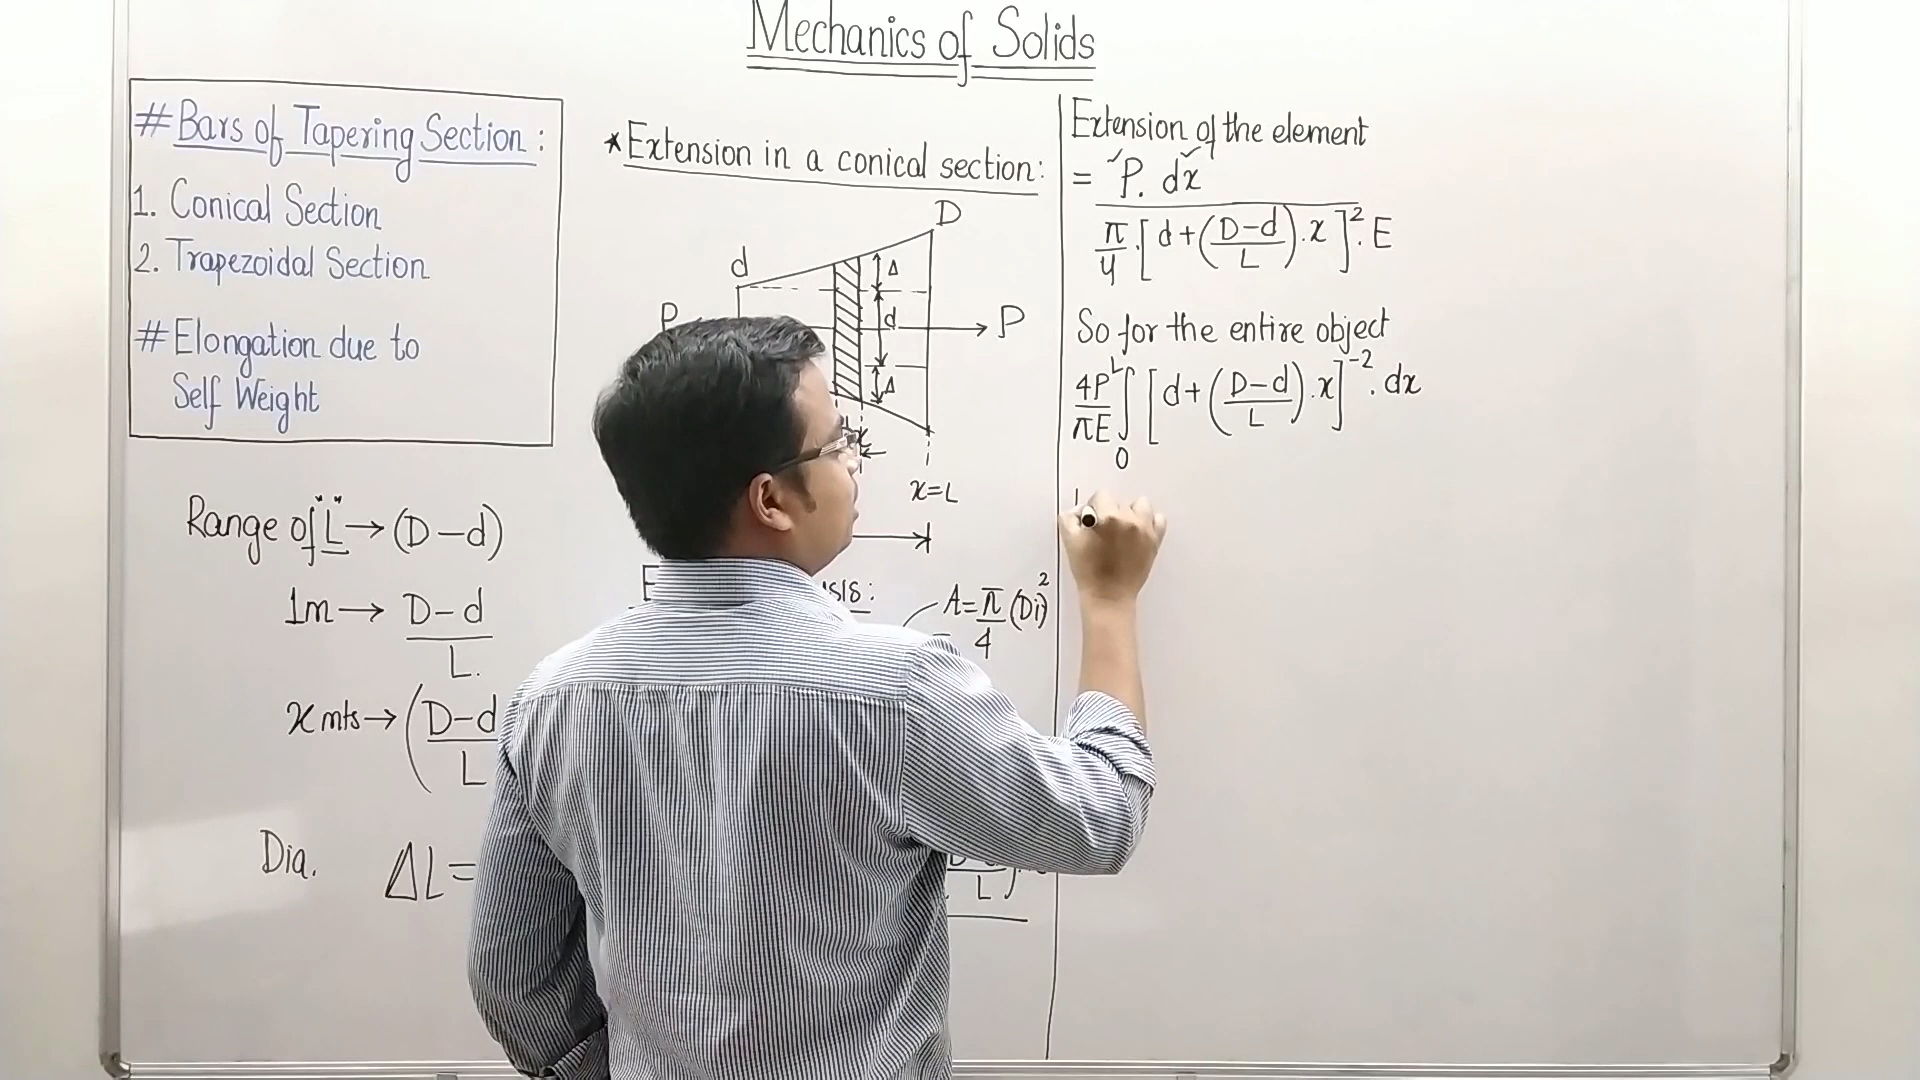 Mechanics of Solids
# Bars of Tapering Section :
1. Conical Section
2. Trapezoidal Section
# Elongation due to
Self Weight
Range of L → (D-d)
1m → D-d / L.
x mts → (D-d / L
Dia. ΔL =
* Extension in a conical section:
D
d
Δ
P
d
P
Δ
x
x=L
A = π/4 (Di)²
L)
Extension of the element
= P. dx
π/4 . [d + (D-d / L) . x]² . E
So for the entire object
4P/πE ∫₀ᴸ [d + (D-d / L) . x]⁻² . dx